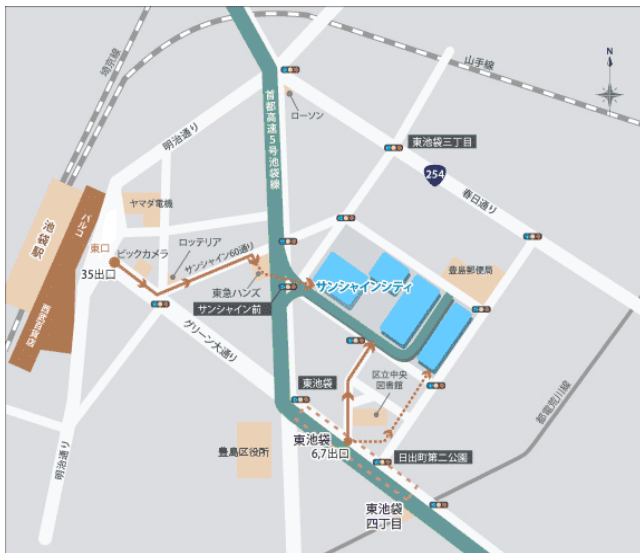 埼京線
山手線
N
首都高速5号池袋線
ローソン
明治通り
東池袋三丁目
254
春日通り
ヤマダ電機
パルコ
池袋駅
東口
ビックカメラ
35出口
ロッテリア
サンシャイン60通り
東急ハンズ
サンシャインシティ
豊島郵便局
サンシャイン前
西武百貨店
グリーン大通り
東池袋
区立中央
図書館
都電荒川線
明治通り
豊島区役所
東池袋
6,7出口
日出町第二公園
東池袋
四丁目